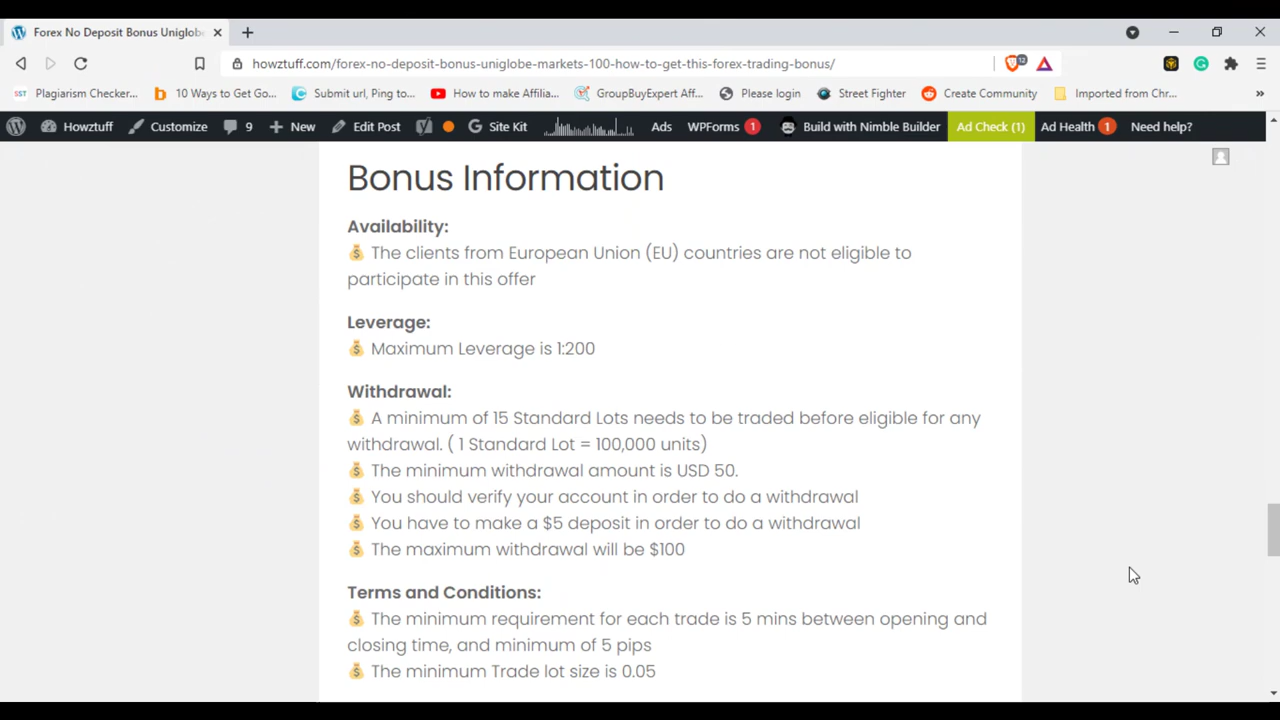 Forex No Deposit Bonus Uniglobe
howztuff.com/forex-no-deposit-bonus-uniglobe-markets-100-how-to-get-this-forex-trading-bonus/
12
SST Plagiarism Checker... 10 Ways to Get Go... Submit url, Ping to... How to make Affilia... GroupBuyExpert Aff... Please login Street Fighter Create Community Imported from Chr... »
Howztuff Customize 9 New Edit Post Site Kit Ads WPForms 1 Build with Nimble Builder Ad Check (1) Ad Health 1 Need help?
Bonus Information
Availability:
💰 The clients from European Union (EU) countries are not eligible to
participate in this offer
Leverage:
💰 Maximum Leverage is 1:200
Withdrawal:
💰 A minimum of 15 Standard Lots needs to be traded before eligible for any
withdrawal. ( 1 Standard Lot = 100,000 units)
💰 The minimum withdrawal amount is USD 50.
💰 You should verify your account in order to do a withdrawal
💰 You have to make a $5 deposit in order to do a withdrawal
💰 The maximum withdrawal will be $100
Terms and Conditions:
💰 The minimum requirement for each trade is 5 mins between opening and
closing time, and minimum of 5 pips
💰 The minimum Trade lot size is 0.05